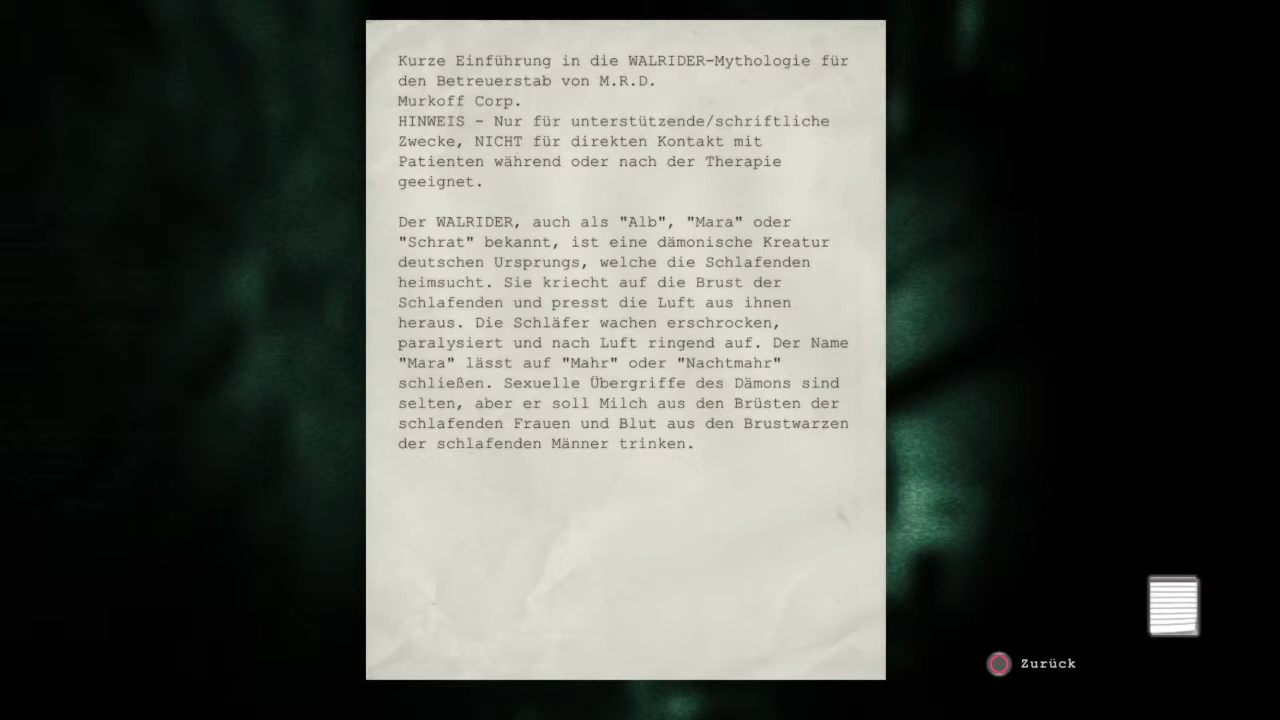 Kurze Einführung in die WALRIDER-Mythologie für
den Betreuerstab von M.R.D.
Murkoff Corp.
HINWEIS - Nur für unterstützende/schriftliche
Zwecke, NICHT für direkten Kontakt mit
Patienten während oder nach der Therapie
geeignet.
Der WALRIDER, auch als "Alb", "Mara" oder
"Schrat" bekannt, ist eine dämonische Kreatur
deutschen Ursprungs, welche die Schlafenden
heimsucht. Sie kriecht auf die Brust der
Schlafenden und presst die Luft aus ihnen
heraus. Die Schläfer wachen erschrocken,
paralysiert und nach Luft ringend auf. Der Name
"Mara" lässt auf "Mahr" oder "Nachtmahr"
schließen. Sexuelle Übergriffe des Dämons sind
selten, aber er soll Milch aus den Brüsten der
schlafenden Frauen und Blut aus den Brustwarzen
der schlafenden Männer trinken.
Zurück